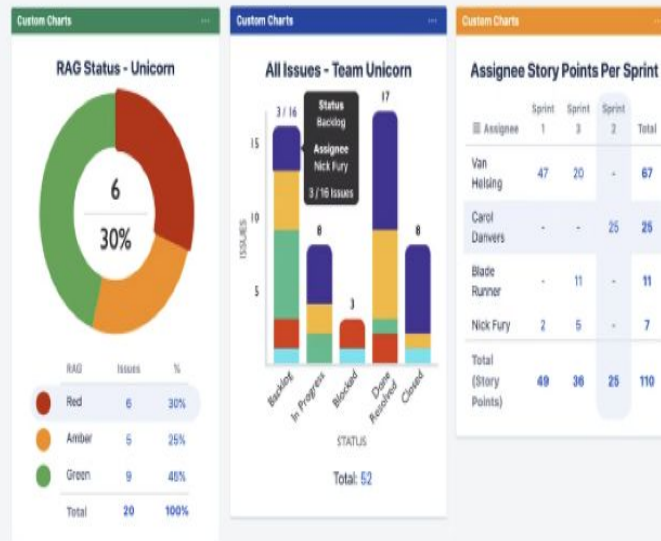 Custom Charts
RAG Status - Unicorn
6
30%
RAG Issues %
Red 6 30%
Amber 5 25%
Green 9 45%
Total 20 100%
Custom Charts
All Issues - Team Unicorn
17
3 / 16
Status
Backlog
Assignee
Nick Fury
3 / 16 Issues
8
3
8
15
10
5
ISSUES
Backlog
In Progress
Blocked
Done
Resolved
Closed
STATUS
Total: 52
Custom Charts
Assignee Story Points Per Sprint
Sprint Sprint Sprint
Assignee 1 3 2 Total
Van
Helsing 47 20 - 67
Carol
Danvers - - 25 25
Blade
Runner - 11 - 11
Nick Fury 2 5 - 7
Total
(Story
Points) 49 36 25 110